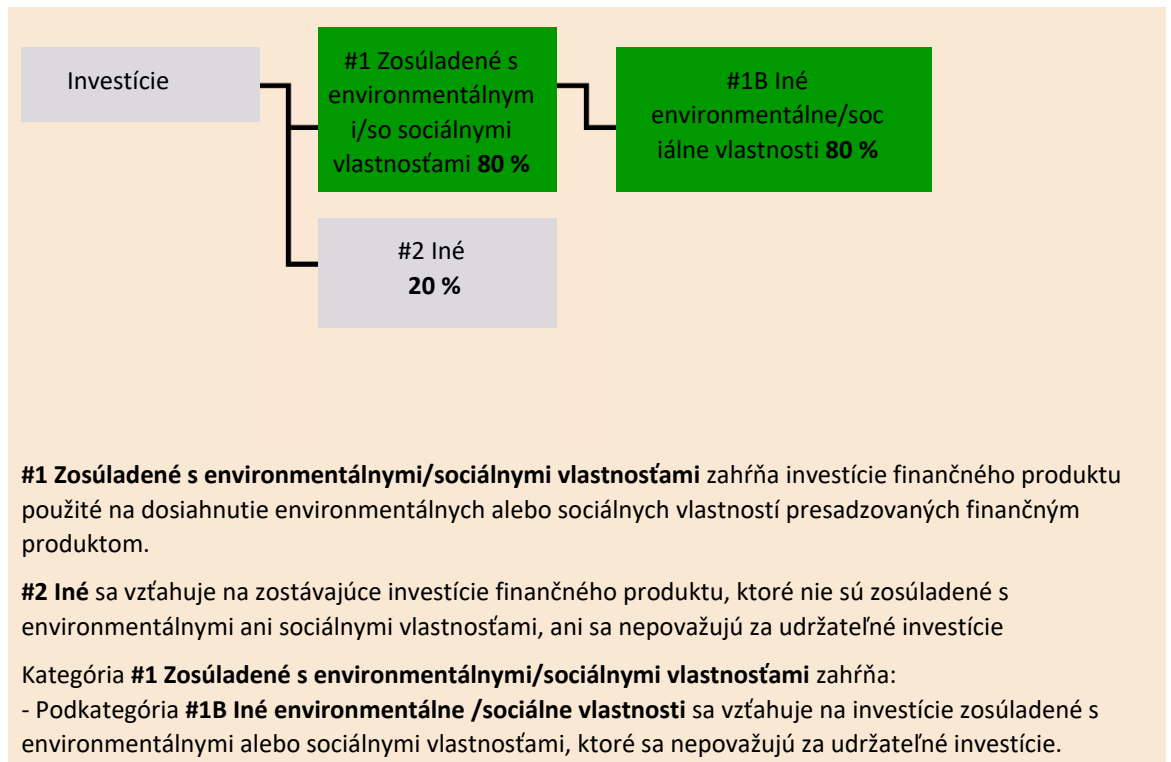 Investície
#1 Zosúladené s
environmentálnym
i/so sociálnymi
vlastnosťami 80 %
#1B Iné
environmentálne/soc
iálne vlastnosti 80 %
#2 Iné
20 %
#1 Zosúladené s environmentálnymi/sociálnymi vlastnosťami zahŕňa investície finančného produktu
použité na dosiahnutie environmentálnych alebo sociálnych vlastností presadzovaných finančným
produktom.
#2 Iné sa vzťahuje na zostávajúce investície finančného produktu, ktoré nie sú zosúladené s
environmentálnymi ani sociálnymi vlastnosťami, ani sa nepovažujú za udržateľné investície
Kategória #1 Zosúladené s environmentálnymi/sociálnymi vlastnosťami zahŕňa:
- Podkategória #1B Iné environmentálne /sociálne vlastnosti sa vzťahuje na investície zosúladené s
environmentálnymi alebo sociálnymi vlastnosťami, ktoré sa nepovažujú za udržateľné investície.